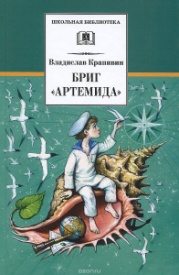 ШКОЛЬНАЯ БИБЛИОТЕКА
Владислав Крапивин
БРИГ
«АРТЕМИДА»